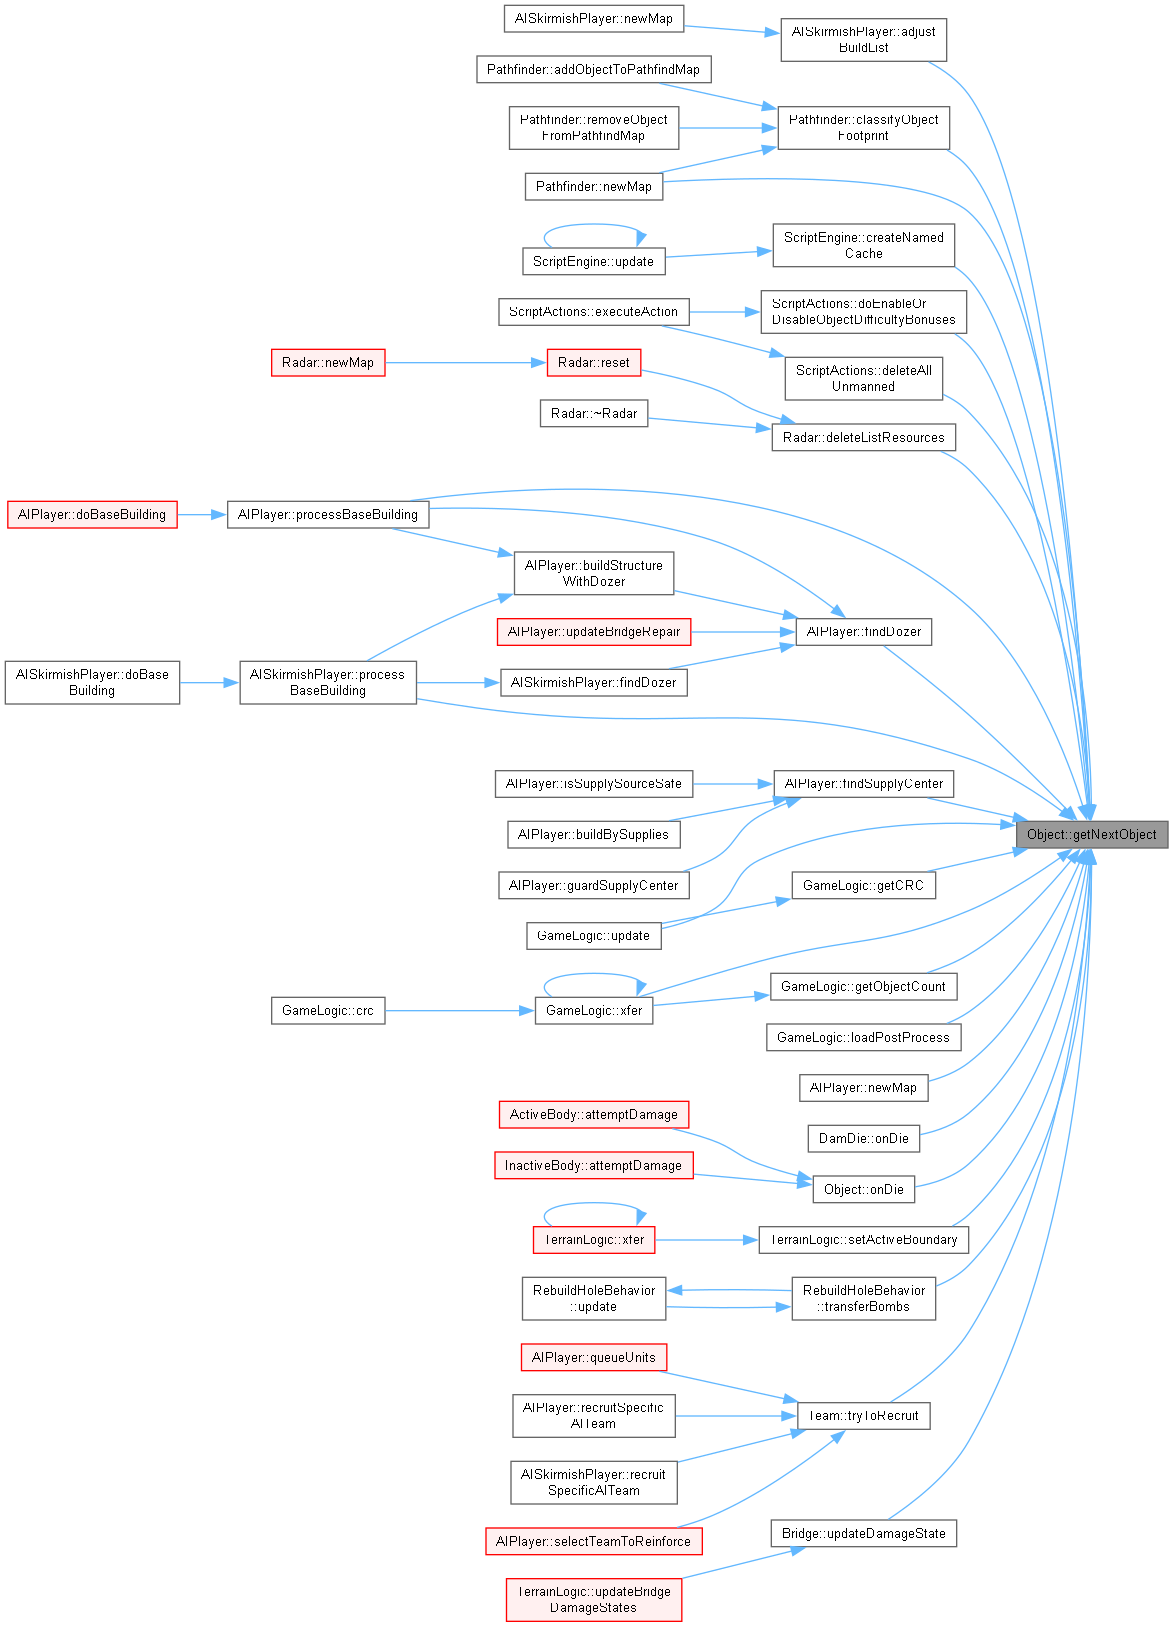 AISkirmishPlayer::newMap
AISkirmishPlayer::adjust
BuildList
Pathfinder::addObjectToPathfindMap
Pathfinder::removeObject
FromPathfindMap
Pathfinder::classifyObject
Footprint
Pathfinder::newMap
ScriptEngine::createNamed
Cache
ScriptEngine::update
ScriptActions::executeAction
ScriptActions::doEnableOr
DisableObjectDifficultyBonuses
Radar::newMap
Radar::reset
ScriptActions::deleteAll
Unmanned
Radar::~Radar
Radar::deleteListResources
AIPlayer::doBaseBuilding
AIPlayer::processBaseBuilding
AIPlayer::buildStructure
WithDozer
AIPlayer::updateBridgeRepair
AIPlayer::findDozer
AISkirmishPlayer::doBase
Building
AISkirmishPlayer::process
BaseBuilding
AISkirmishPlayer::findDozer
AIPlayer::isSupplySourceSafe
AIPlayer::findSupplyCenter
AIPlayer::buildBySupplies
Object::getNextObject
AIPlayer::guardSupplyCenter
GameLogic::getCRC
GameLogic::update
GameLogic::getObjectCount
GameLogic::crc
GameLogic::xfer
GameLogic::loadPostProcess
AIPlayer::newMap
ActiveBody::attemptDamage
DamDie::onDie
InactiveBody::attemptDamage
Object::onDie
TerrainLogic::xfer
TerrainLogic::setActiveBoundary
RebuildHoleBehavior
::update
RebuildHoleBehavior
::transferBombs
AIPlayer::queueUnits
AIPlayer::recruitSpecific
AITeam
Team::tryToRecruit
AISkirmishPlayer::recruit
SpecificAITeam
AIPlayer::selectTeamToReinforce
Bridge::updateDamageState
TerrainLogic::updateBridge
DamageStates